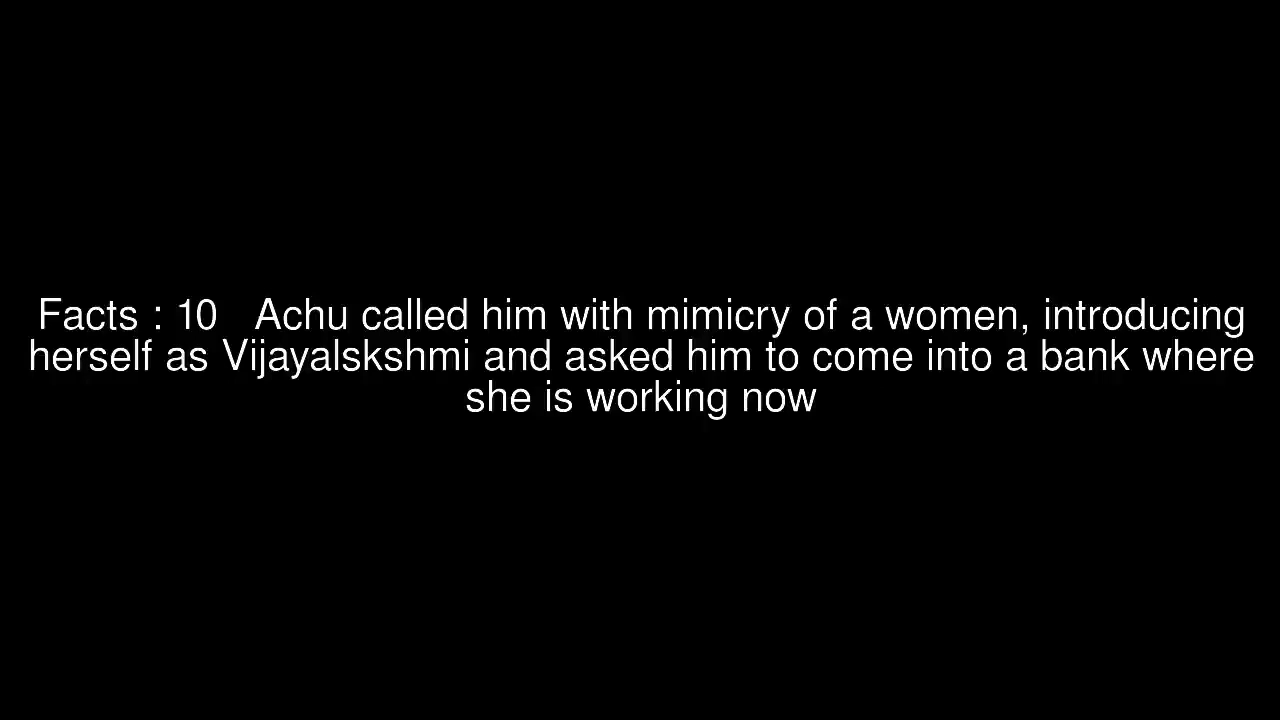 Facts : 10   Achu called him with mimicry of a women, introducing
herself as Vijayalskshmi and asked him to come into a bank where
she is working now